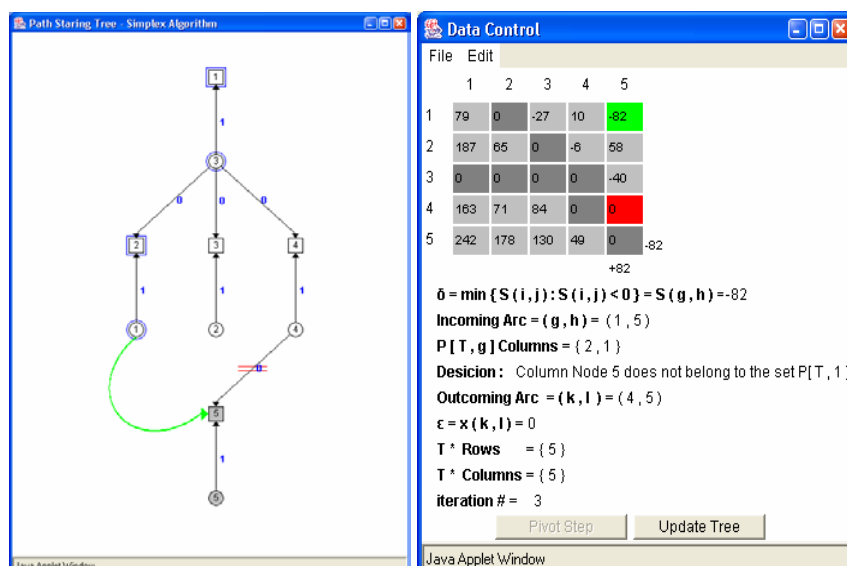 Path Staring Tree - Simplex Algorithm
1
1
3
0 0 0
2 3 4
1 1 1
1 2 4
0
5
1
5
Java Applet Window
Data Control
File Edit
1 2 3 4 5
1 79 0 -27 10 -82
2 187 65 0 -6 58
3 0 0 0 0 -40
4 163 71 84 0 0
5 242 178 130 49 0 -82
+82
δ = min { S ( i , j ) : S ( i , j ) < 0 } = S ( g , h ) =-82
Incoming Arc = ( g , h ) = ( 1 , 5 )
P [ T , g ] Columns = { 2 , 1 }
Desicion : Column Node 5 does not belong to the set P[ T , 1 ]
Outcoming Arc = ( k , l ) = ( 4 , 5 )
ε = x ( k , l ) = 0
T * Rows = { 5 }
T * Columns = { 5 }
iteration # = 3
Pivot Step Update Tree
Java Applet Window